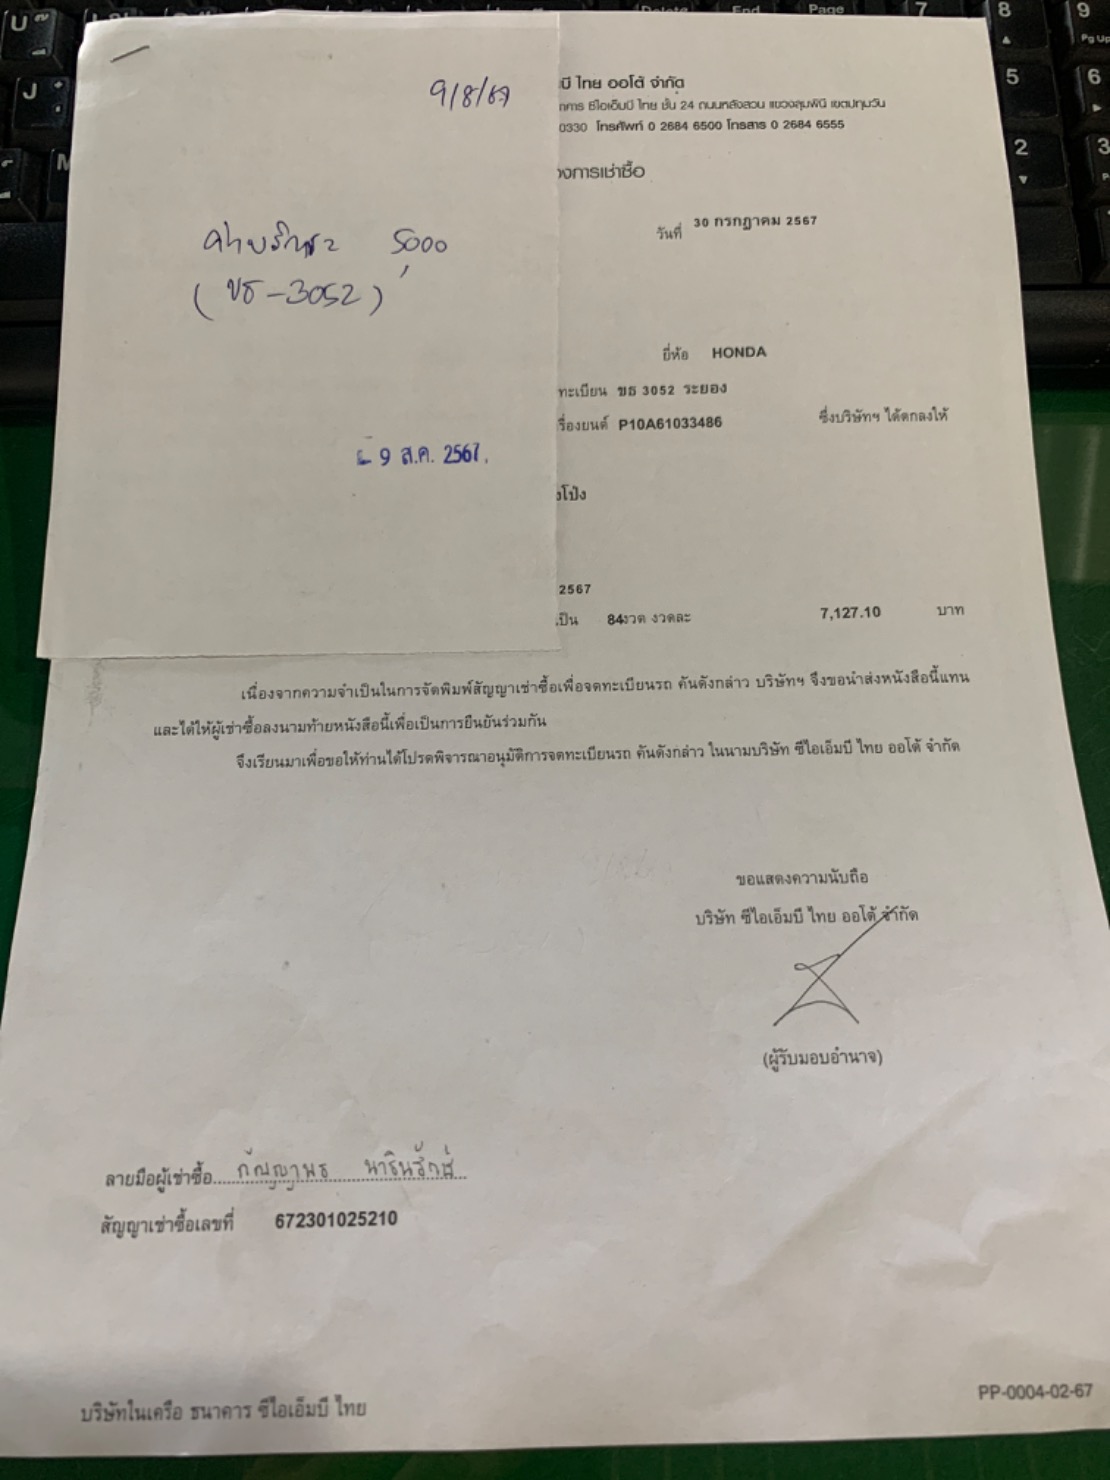 9/8/67
บี ไทย ออโต้ จำกัด
าคาร ซีไอเอ็มบี ไทย ชั้น 24 ถนนหลังสวน แขวงลุมพินี เขตปทุมวัน
0330 โทรศัพท์ 0 2684 6500 โทรสาร 0 2684 6555
องการเช่าซื้อ
วันที่ 30 กรกฎาคม 2567
5,000
(ขธ-3052)
ยี่ห้อ HONDA
ทะเบียน ขธ 3052 ระยอง
รื่องยนต์ P10A61033486 ซึ่งบริษัทฯ ได้ตกลงให้
9 ส.ค. 2567
งโป่ง
2567
เป็น 84งวด งวดละ 7,127.10 บาท
เนื่องจากความจำเป็นในการจัดพิมพ์สัญญาเช่าซื้อเพื่อจดทะเบียนรถ คันดังกล่าว บริษัทฯ จึงขอนำส่งหนังสือนี้แทน
และได้ให้ผู้เช่าซื้อลงนามท้ายหนังสือนี้เพื่อเป็นการยืนยันร่วมกัน
จึงเรียนมาเพื่อขอให้ท่านได้โปรดพิจารณาอนุมัติการจดทะเบียนรถ คันดังกล่าว ในนามบริษัท ซีไอเอ็มบี ไทย ออโต้ จำกัด
ขอแสดงความนับถือ
บริษัท ซีไอเอ็มบี ไทย ออโต้ จำกัด
(ผู้รับมอบอำนาจ)
ลายมือผู้เช่าซื้อ กัญญาพร นารินรักษ์
สัญญาเช่าซื้อเลขที่ 672301025210
บริษัทในเครือ ธนาคาร ซีไอเอ็มบี ไทย
PP-0004-02-67